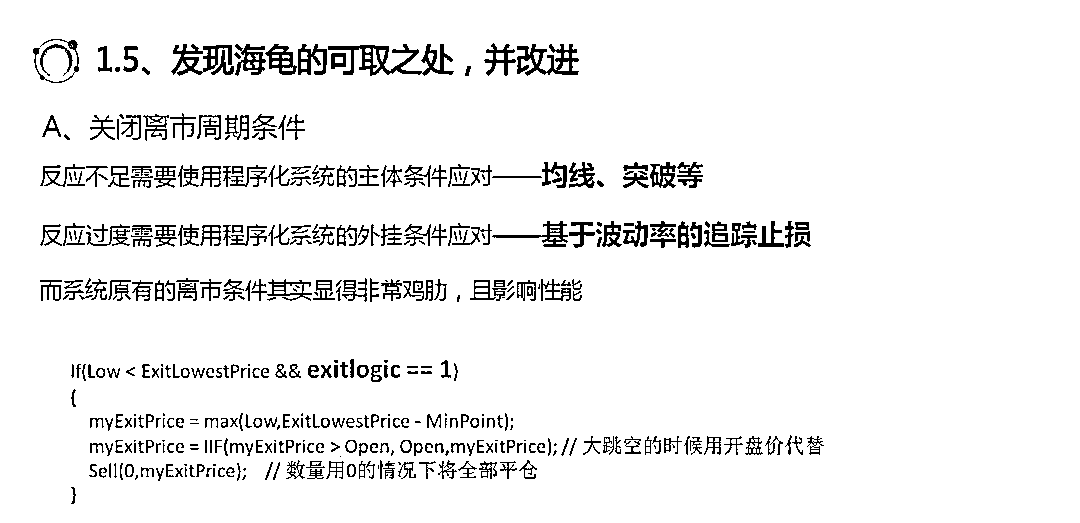 1.5、发现海龟的可取之处，并改进
A、关闭离市周期条件
反应不足需要使用程序化系统的主体条件应对——均线、突破等
反应过度需要使用程序化系统的外挂条件应对——基于波动率的追踪止损
而系统原有的离市条件其实显得非常鸡肋，且影响性能
If(Low < ExitLowestPrice && exitlogic == 1)
{
myExitPrice = max(Low,ExitLowestPrice - MinPoint);
myExitPrice = IIF(myExitPrice > Open, Open,myExitPrice); // 大跳空的时候用开盘价代替
Sell(0,myExitPrice); // 数量用0的情况下将全部平仓
}